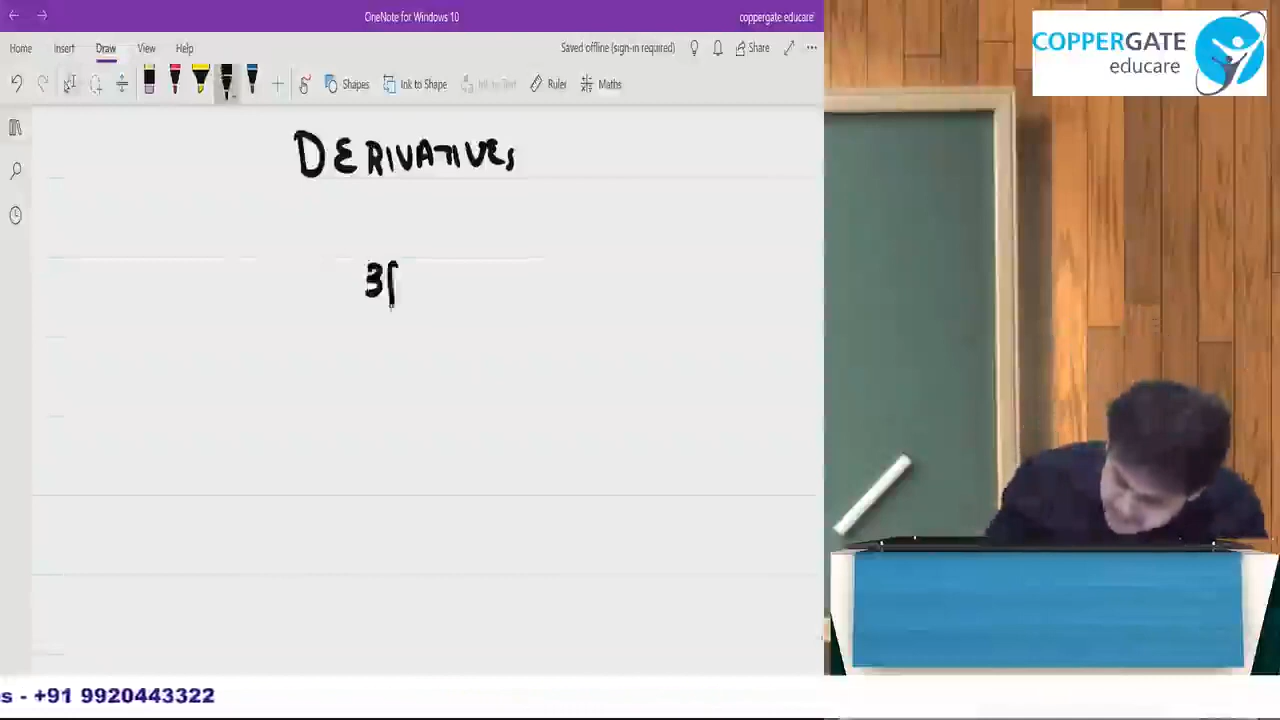 OneNote for Windows 10
coppergate educare
Home Insert Draw View Help
Saved offline (sign-in required)
Share
Shapes
Ink to Shape
Ink to Text
Ruler
Maths
COPPERGATE
educare
DERIVATIVES
s - +91 9920443322